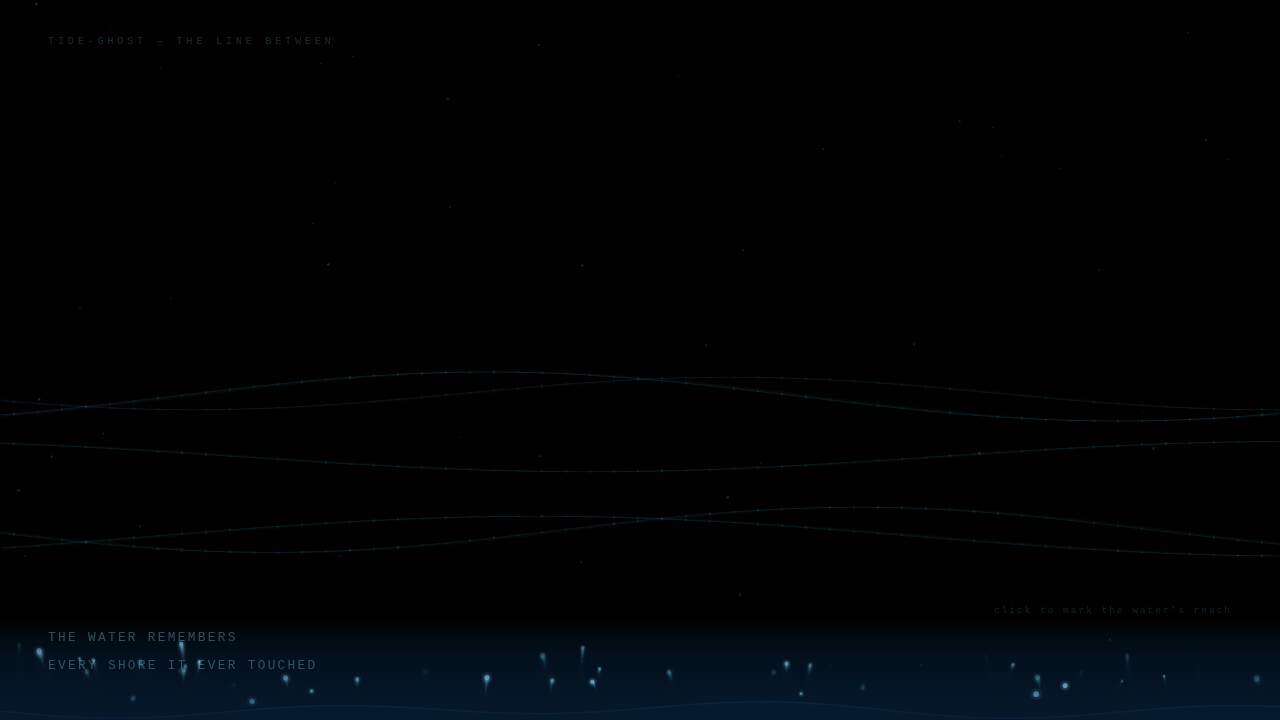 TIDE-GHOST — THE LINE BETWEEN
click to mark the water's reach
THE WATER REMEMBERS
EVERY SHORE IT EVER TOUCHED